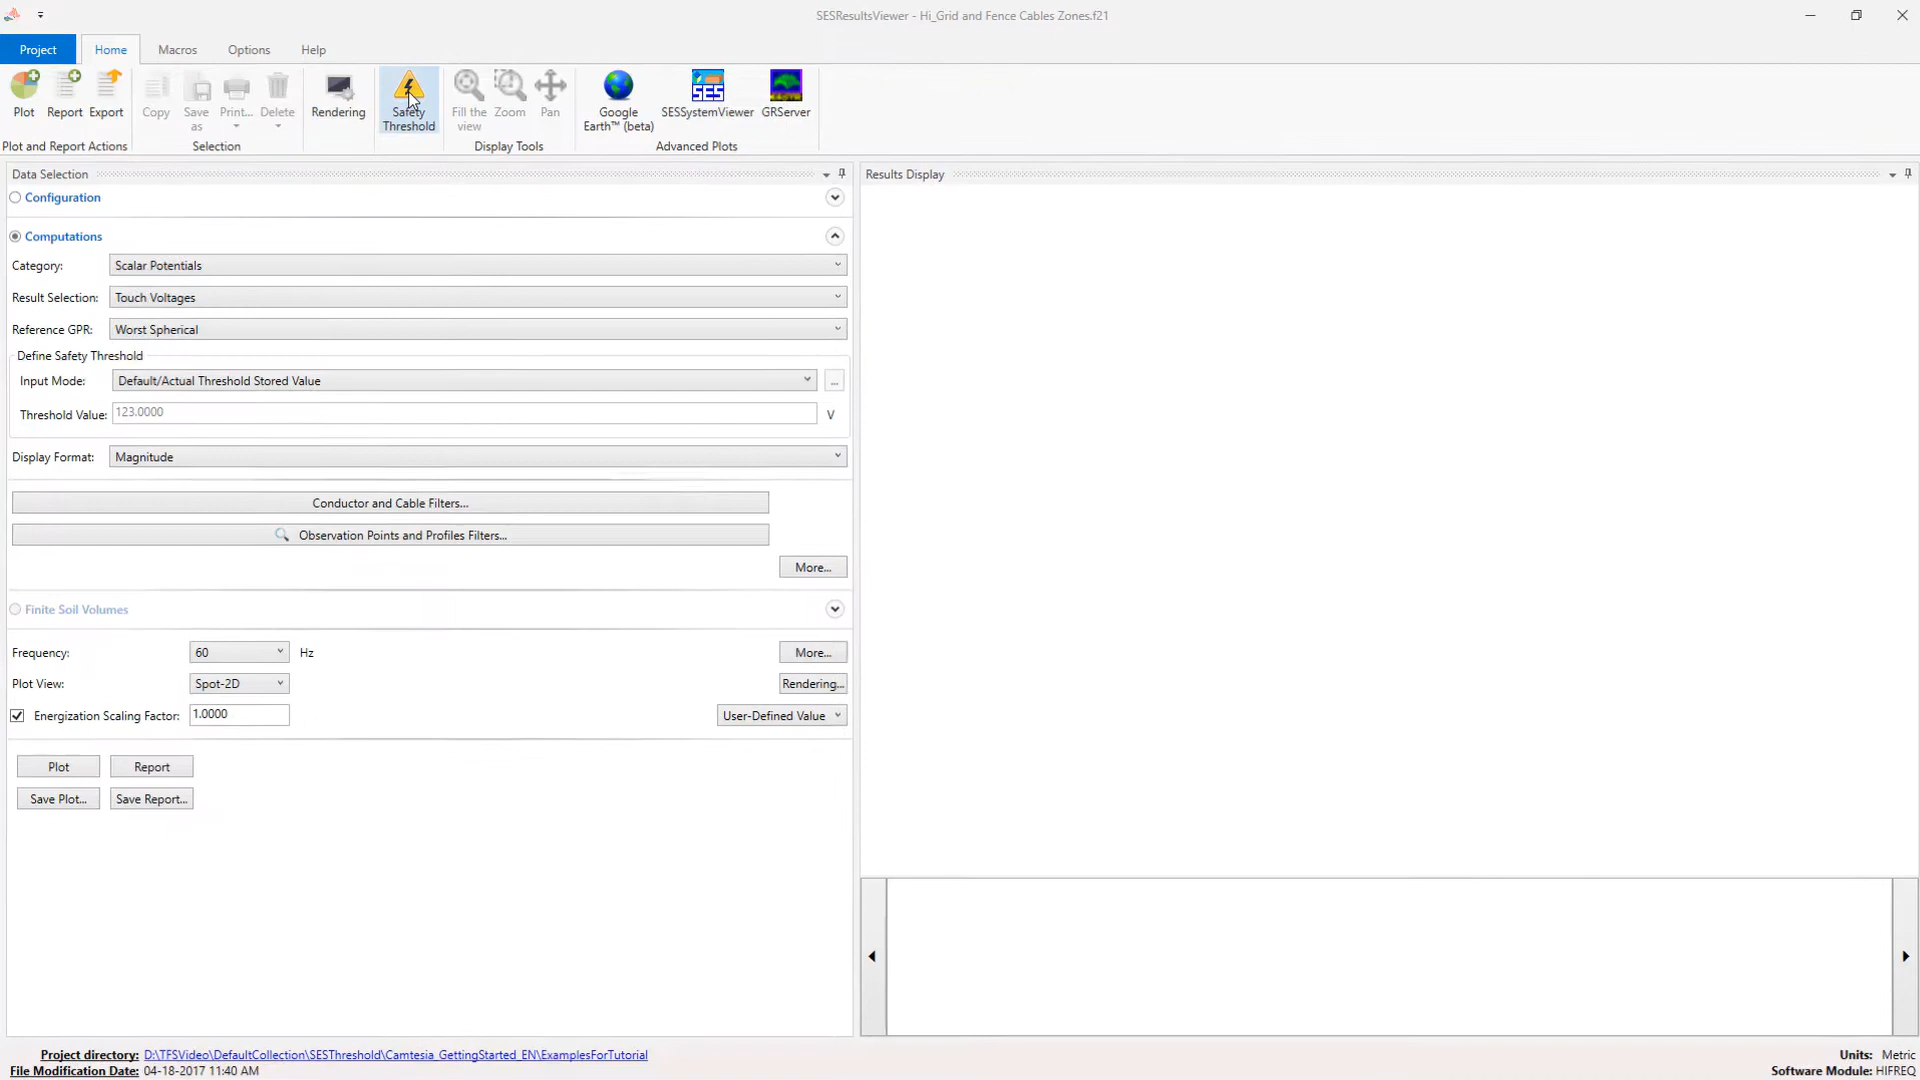 SESResultsViewer - Hi_Grid and Fence Cables Zones.f21
Project Home Macros Options Help
Plot Report Export Copy Save as Print... Delete Rendering Safety Threshold Fill the view Zoom Pan Google Earth™ (beta) SESSystemViewer GRServer
SES
Plot and Report Actions Selection Display Tools Advanced Plots
Data Selection
Results Display
Configuration
Computations
Category: Scalar Potentials
Result Selection: Touch Voltages
Reference GPR: Worst Spherical
Define Safety Threshold
Input Mode: Default/Actual Threshold Stored Value ...
Threshold Value: 123.0000 V
Display Format: Magnitude
Conductor and Cable Filters...
Observation Points and Profiles Filters...
More...
Finite Soil Volumes
Frequency: 60 Hz More...
Plot View: Spot-2D Rendering...
Energization Scaling Factor: 1.0000 User-Defined Value
Plot Report
Save Plot... Save Report...
Project directory: D:\TFSVideo\DefaultCollection\SESThreshold\Camtesia_GettingStarted_EN\ExamplesForTutorial Units: Metric
File Modification Date: 04-18-2017 11:40 AM Software Module: HIFREQ